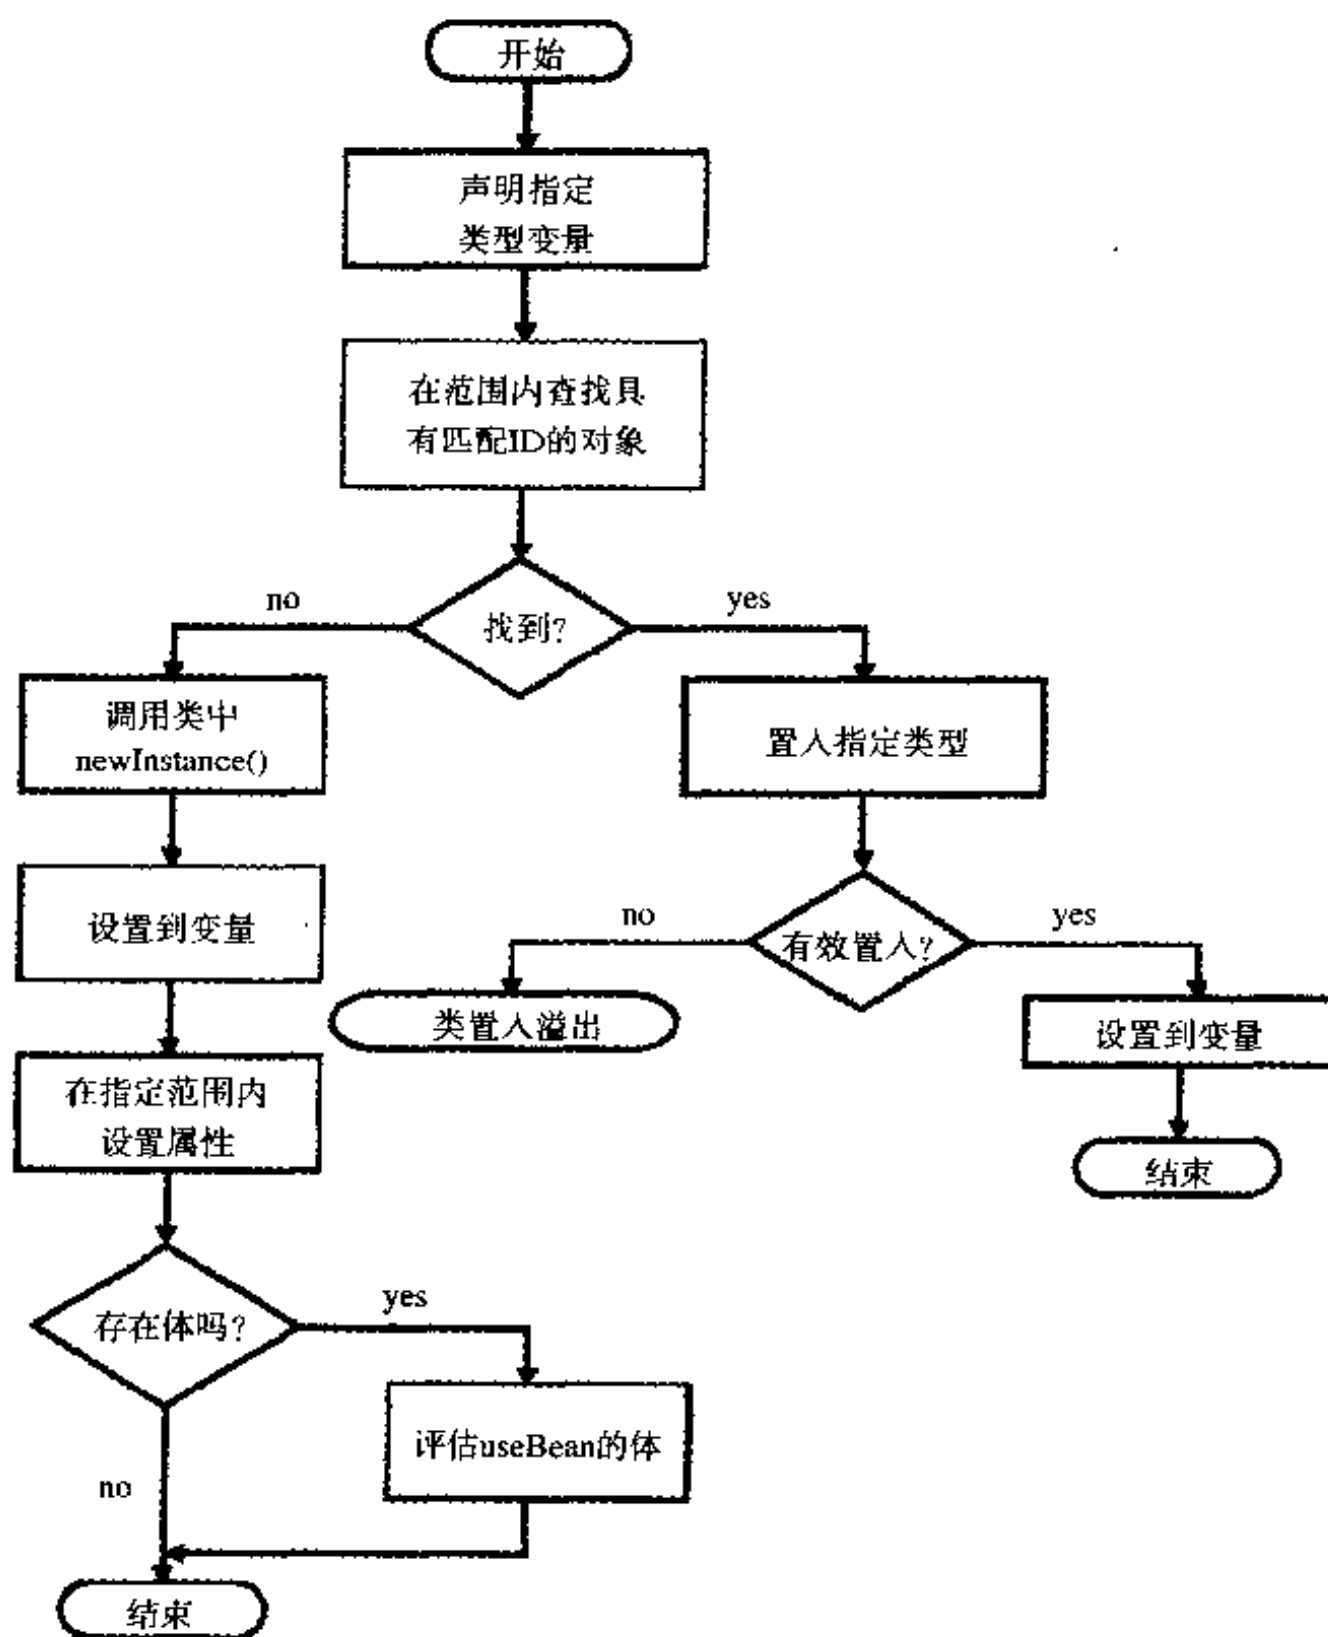 开始
声明指定
类型变量
在范围内查找具
有匹配ID的对象
找到?
no
yes
调用类中
newInstance()
置入指定类型
设置到变量
有效置入?
no
yes
类置入溢出
设置到变量
在指定范围内
设置属性
结束
存在体吗?
yes
评估useBean的体
no
结束